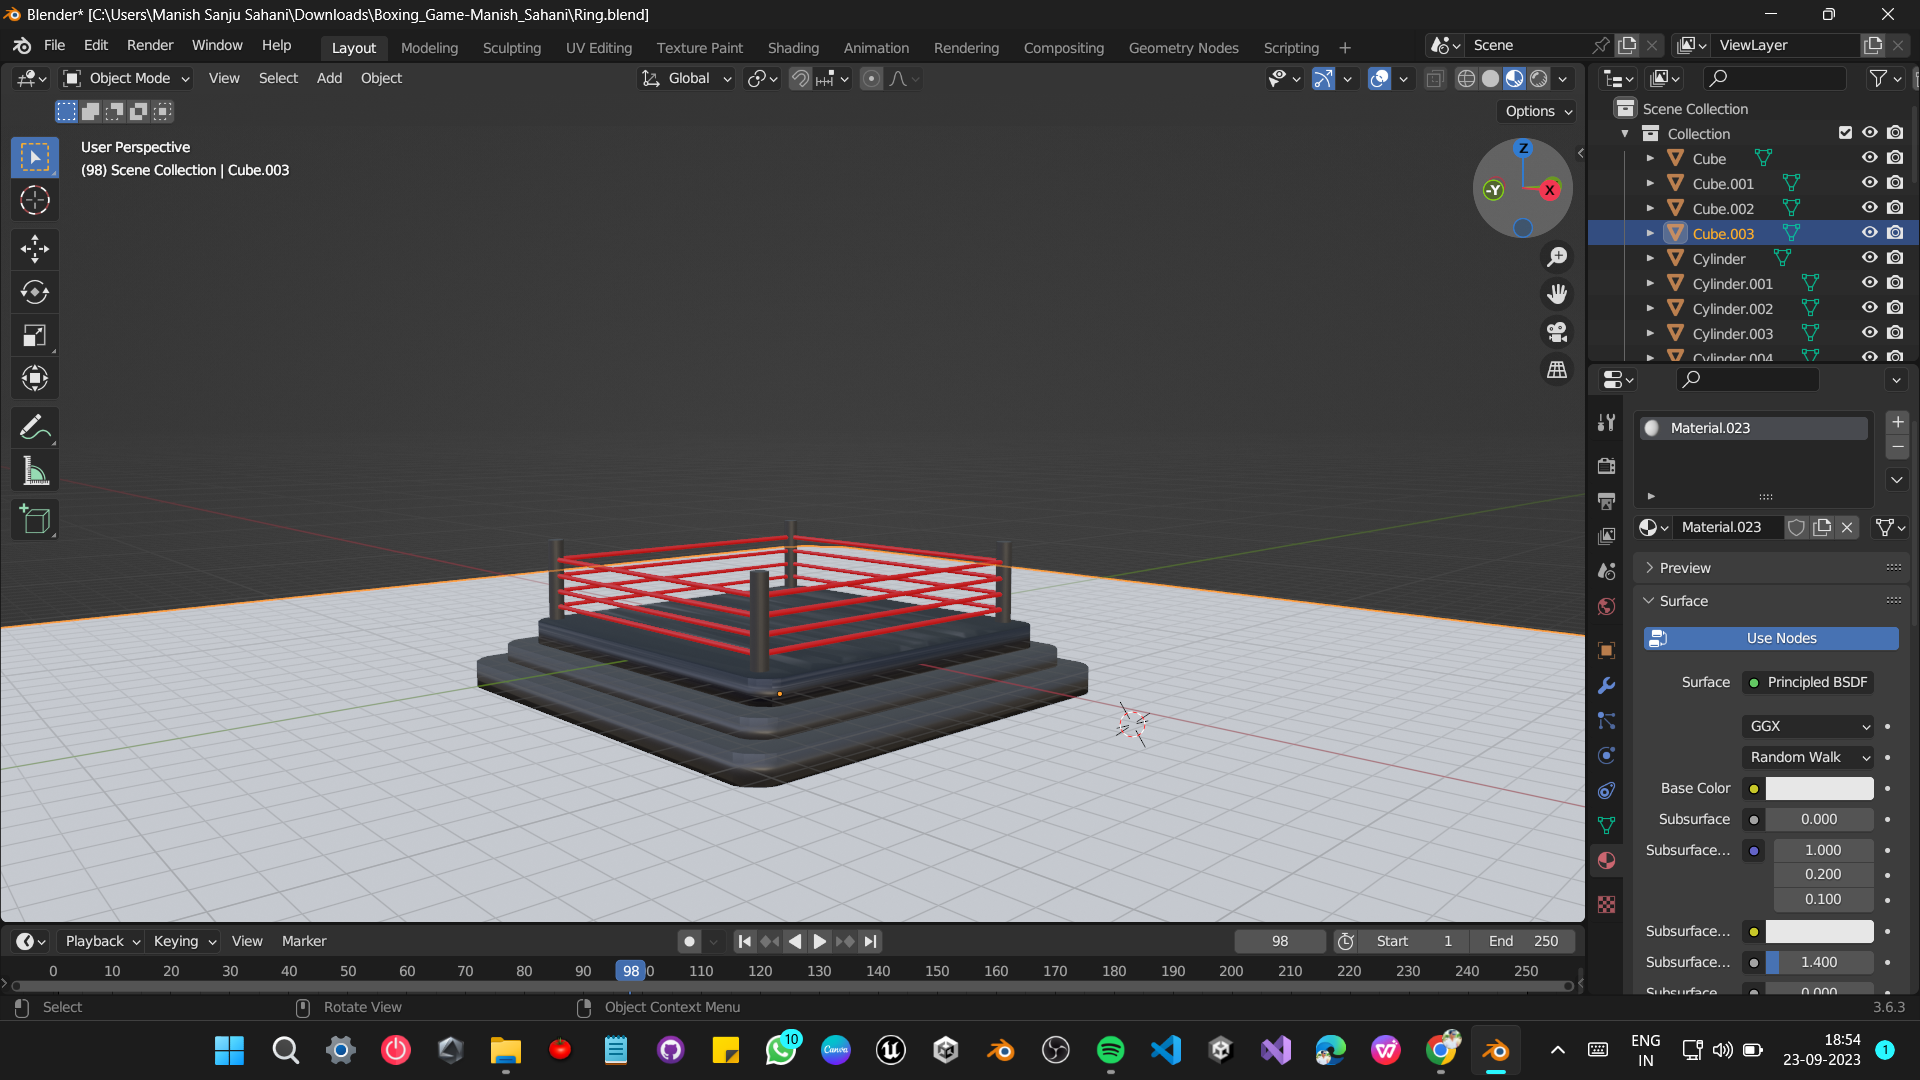 Blender* [C:\Users\Manish Sanju Sahani\Downloads\Boxing_Game-Manish_Sahani\Ring.blend]
File Edit Render Window Help Layout Modeling Sculpting UV Editing Texture Paint Shading Animation Rendering Compositing Geometry Nodes Scripting + Scene ViewLayer
Object Mode View Select Add Object Global
Options
User Perspective
(98) Scene Collection | Cube.003
Z
-Y X
Scene Collection
Collection
Cube
Cube.001
Cube.002
Cube.003
Cylinder
Cylinder.001
Cylinder.002
Cylinder.003
Cylinder.004
Material.023
Material.023
Preview
Surface
Use Nodes
Surface Principled BSDF
GGX
Random Walk
Base Color
Subsurface 0.000
Subsurface... 1.000
0.200
0.100
Subsurface...
Subsurface... 1.400
Subsurface 0.000
Playback Keying View Marker 98 Start 1 End 250
0 10 20 30 40 50 60 70 80 90 98 0 110 120 130 140 150 160 170 180 190 200 210 220 230 240 250
Select Rotate View Object Context Menu 3.6.3
10
Canva
ENG
IN
18:54
23-09-2023
1